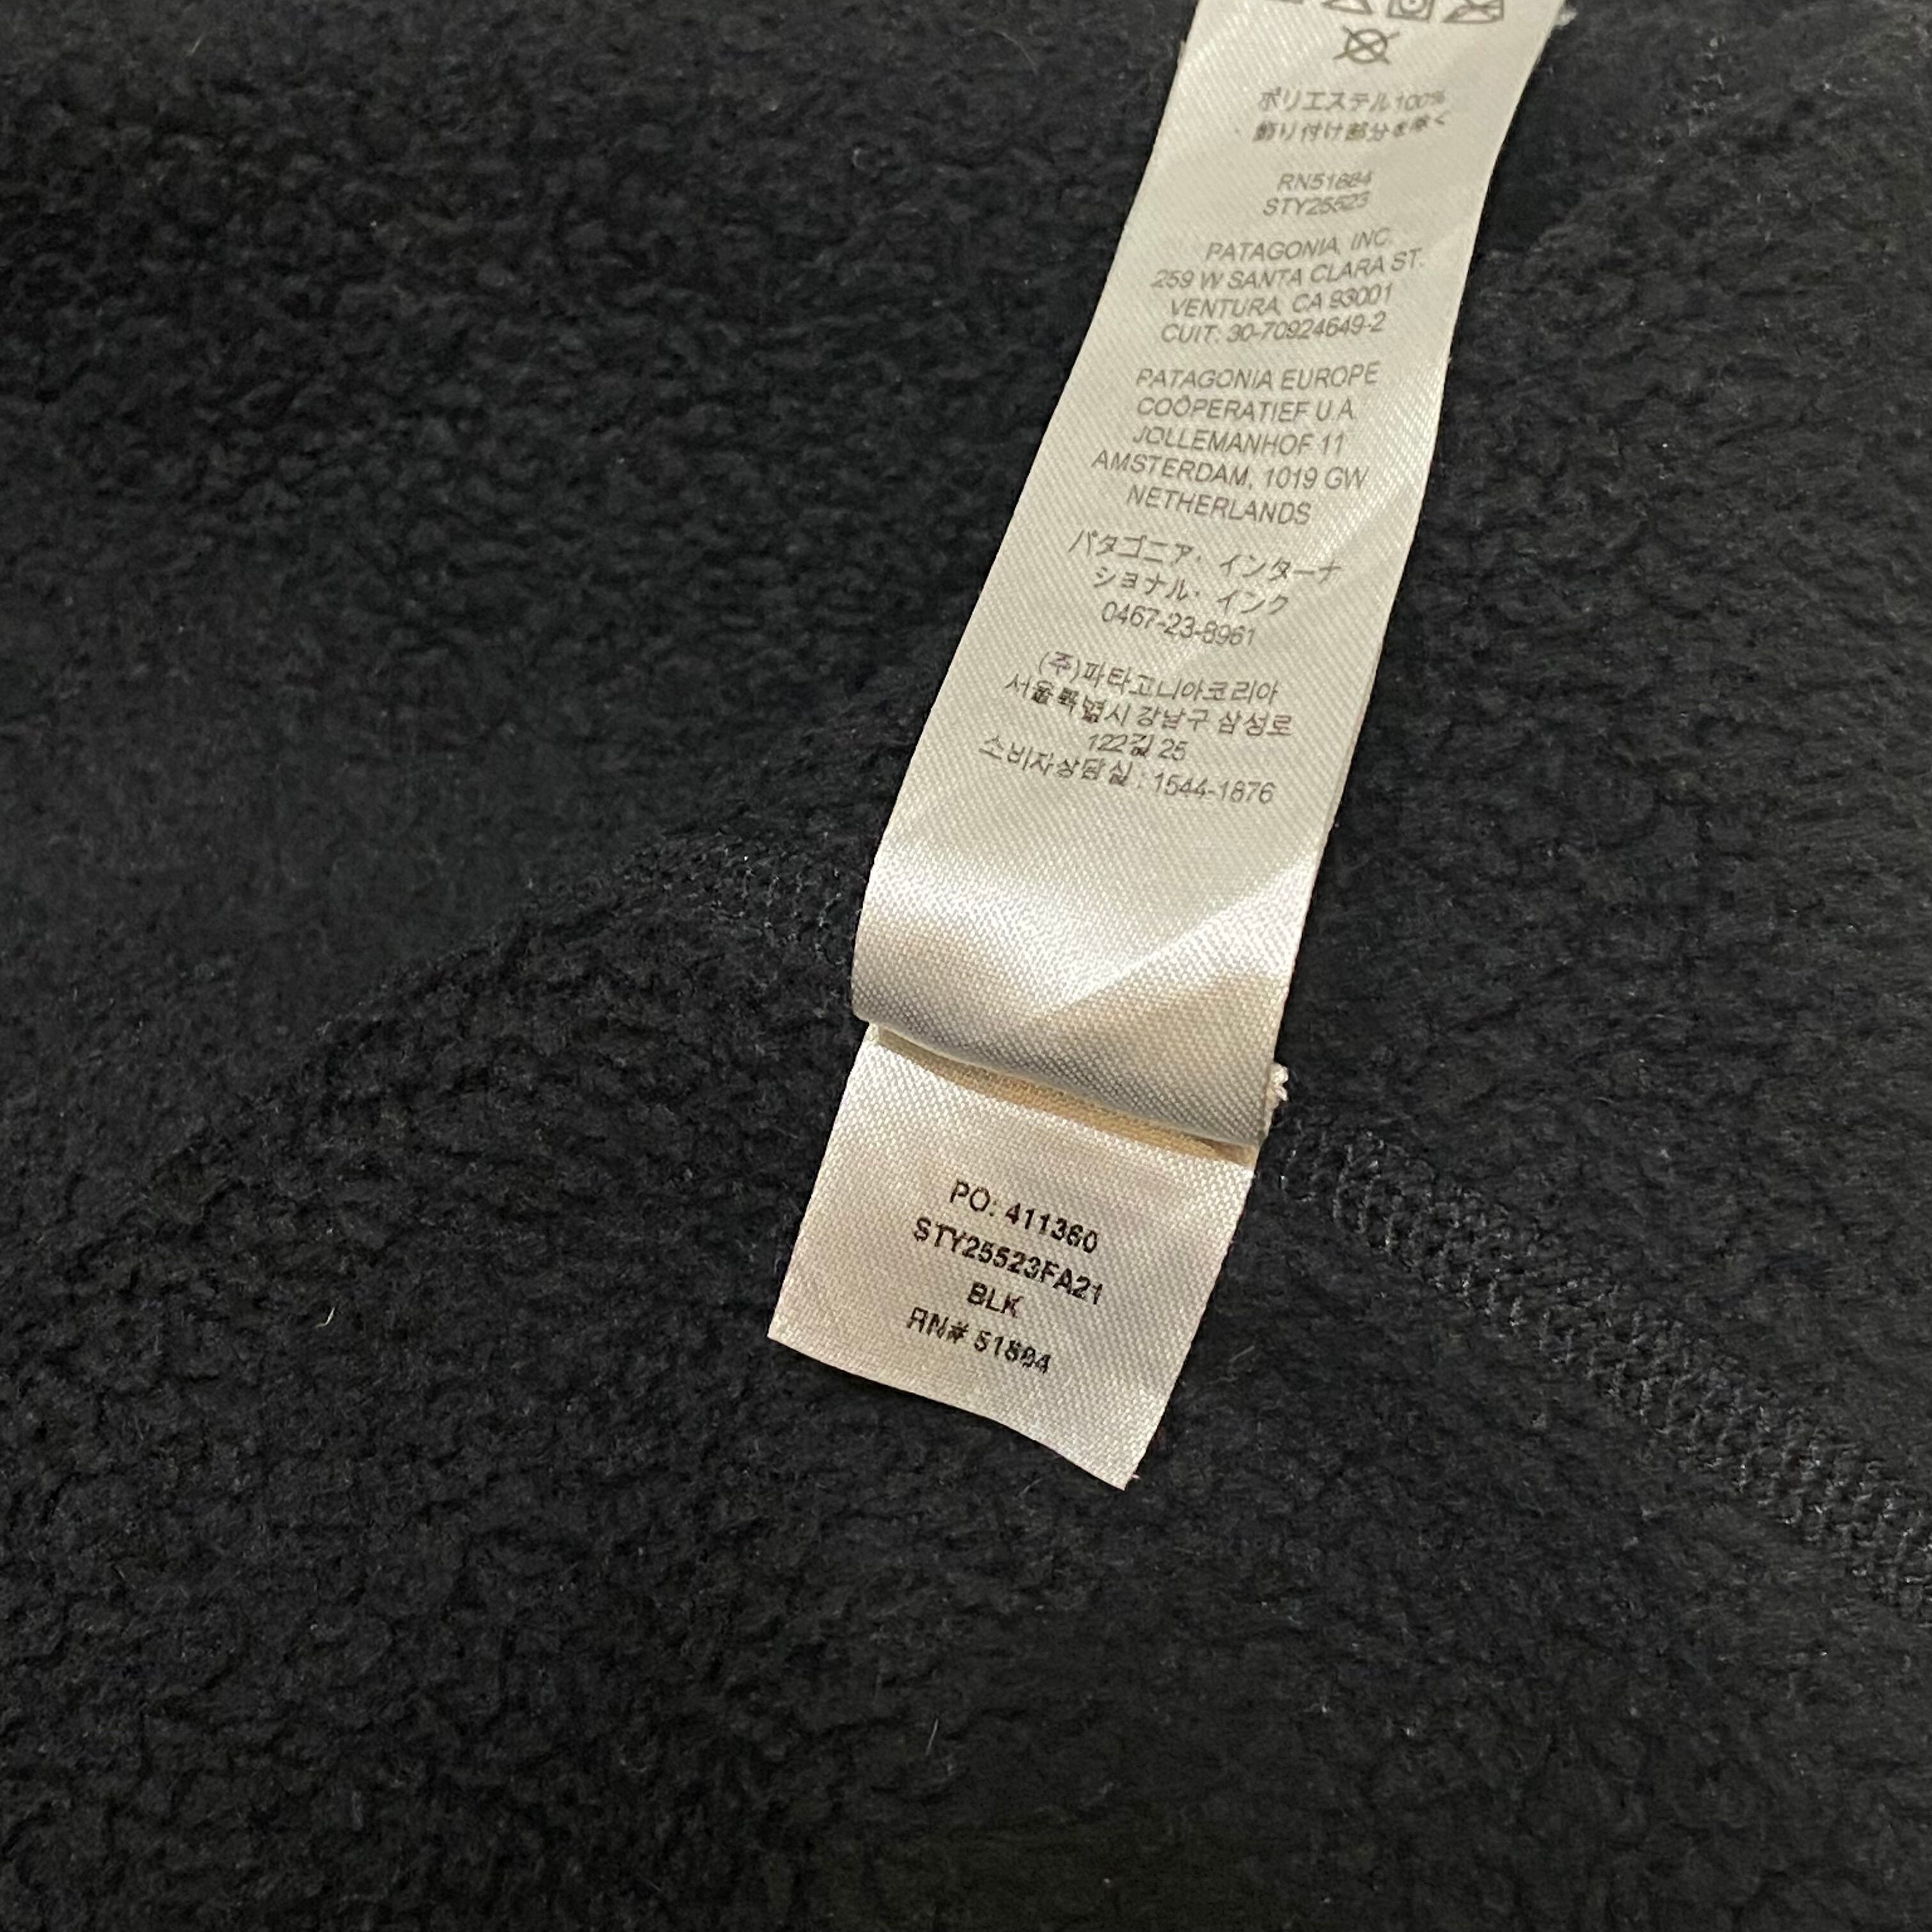 ポリエステル100%
飾り付け部分を除く
RN51884
STY25523
PATAGONIA, INC.
259 W SANTA CLARA ST.
VENTURA, CA 93001
CUIT: 30-70924649-2
PATAGONIA EUROPE
COÖPERATIEF U.A.
JOLLEMANHOF 11
AMSTERDAM, 1019 GW
NETHERLANDS
パタゴニア・インターナ
ショナル・インク
0467-23-8961
(주)파타고니아코리아
서울특별시 강남구 삼성로
122길 25
소비자상담실 : 1544-1876
PO: 411360
STY25523FA21
BLK
RN# 51884